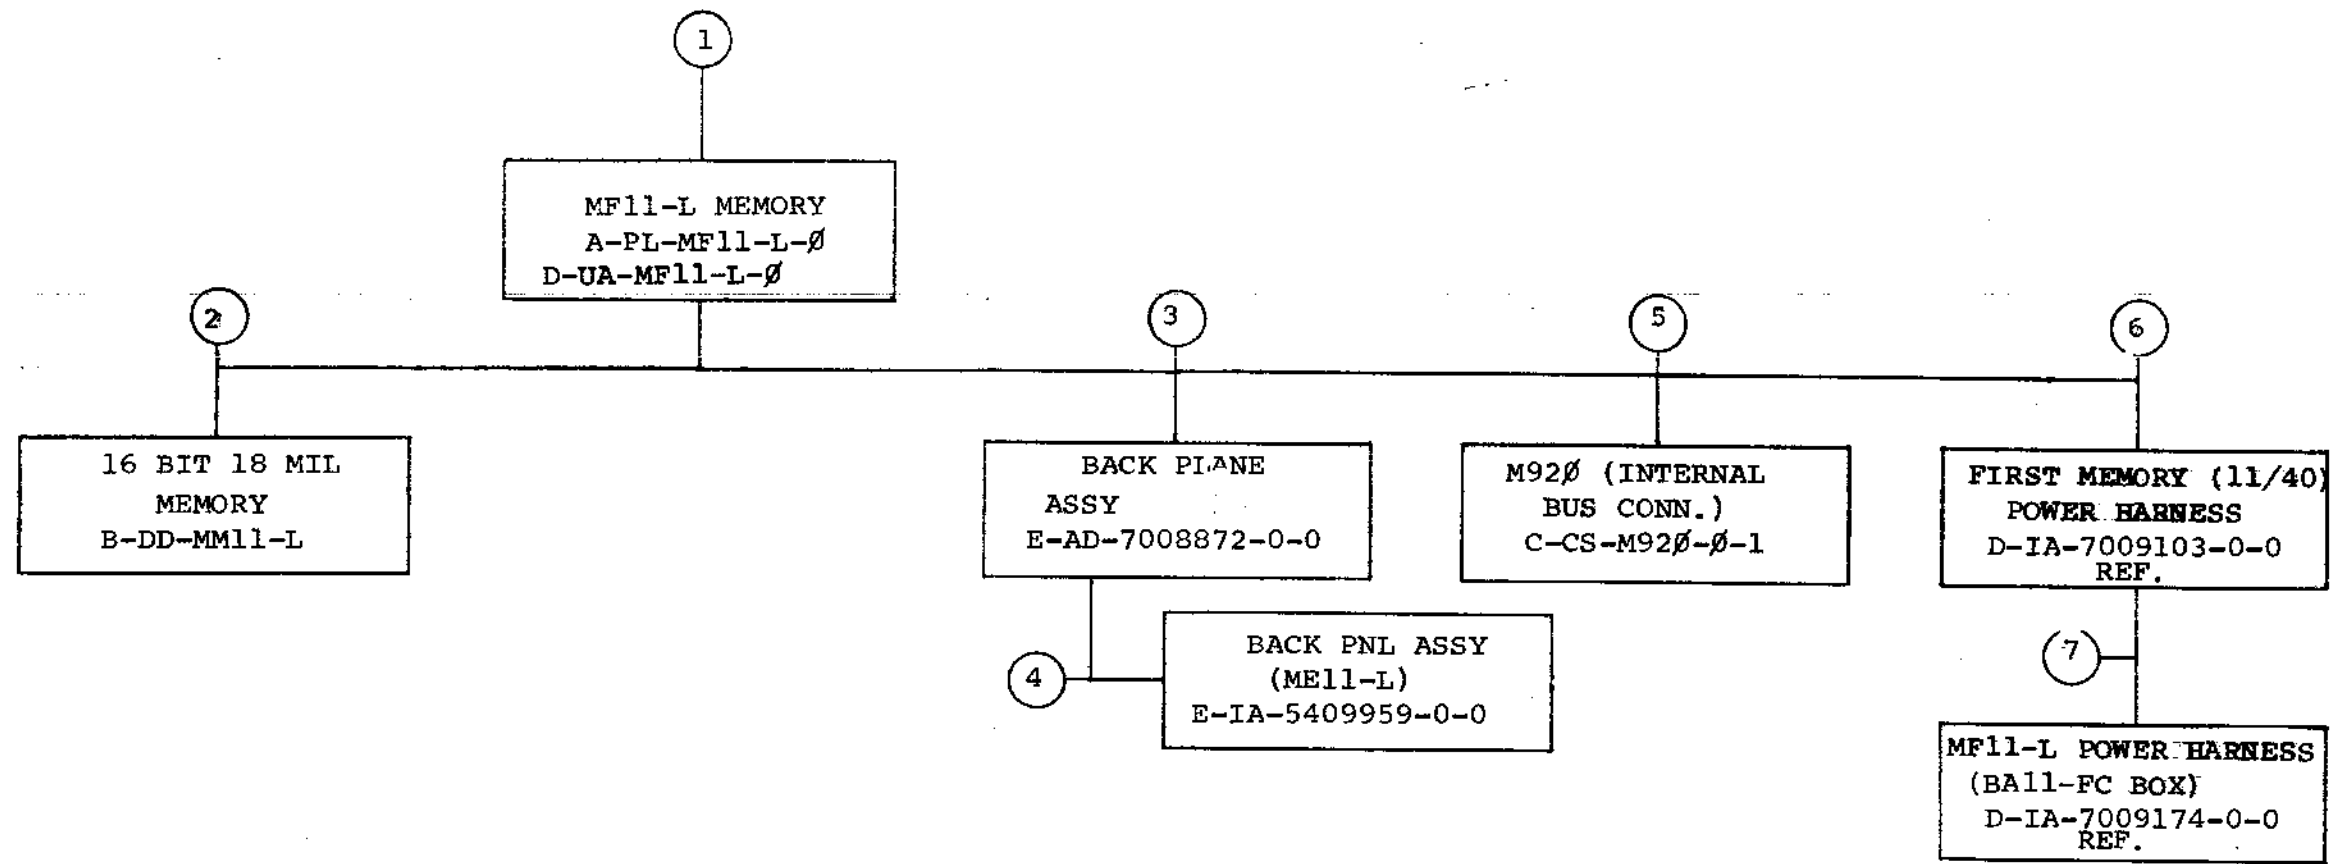 1
MF11-L MEMORY
A-PL-MF11-L-Ø
D-UA-MF11-L-Ø
2
3
5
6
16 BIT 18 MIL
MEMORY
B-DD-MM11-L
BACK PLANE
ASSY
E-AD-7008872-0-0
M92Ø (INTERNAL
BUS CONN.)
C-CS-M92Ø-Ø-1
FIRST MEMORY (11/40)
POWER HARNESS
D-IA-7009103-0-0
REF.
4
BACK PNL ASSY
(ME11-L)
E-IA-5409959-0-0
7
MF11-L POWER HARNESS
(BA11-FC BOX)
D-IA-7009174-0-0
REF.